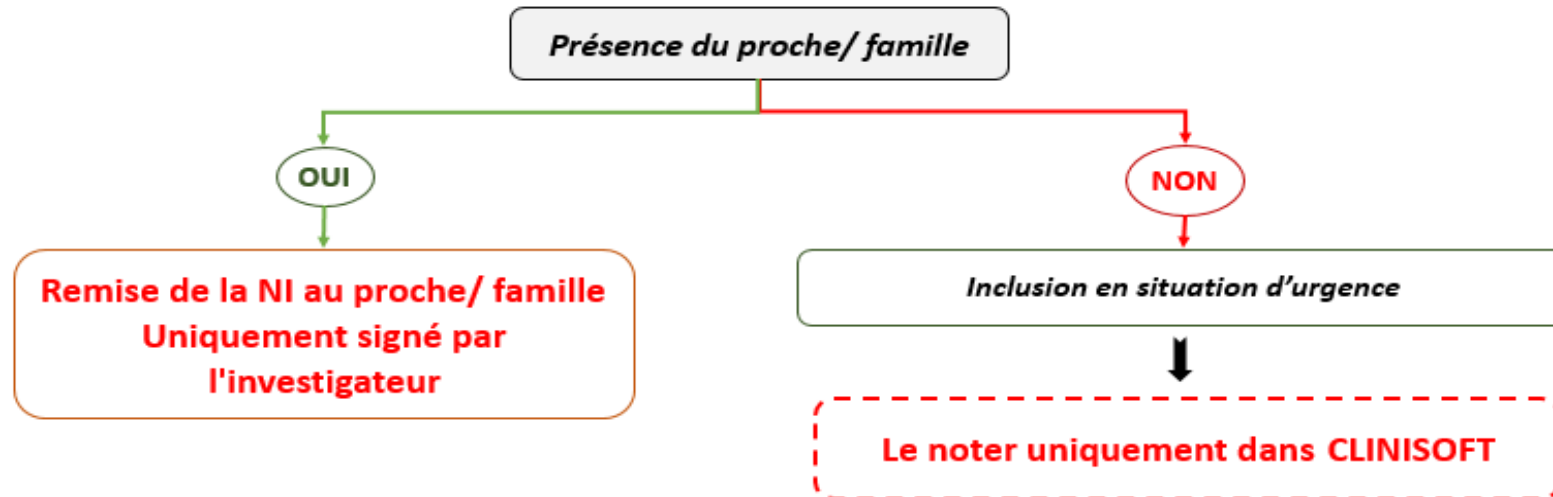 Présence du proche/ famille
OUI
NON
Remise de la NI au proche/ famille
Uniquement signé par
l'investigateur
Inclusion en situation d’urgence
Le noter uniquement dans CLINISOFT